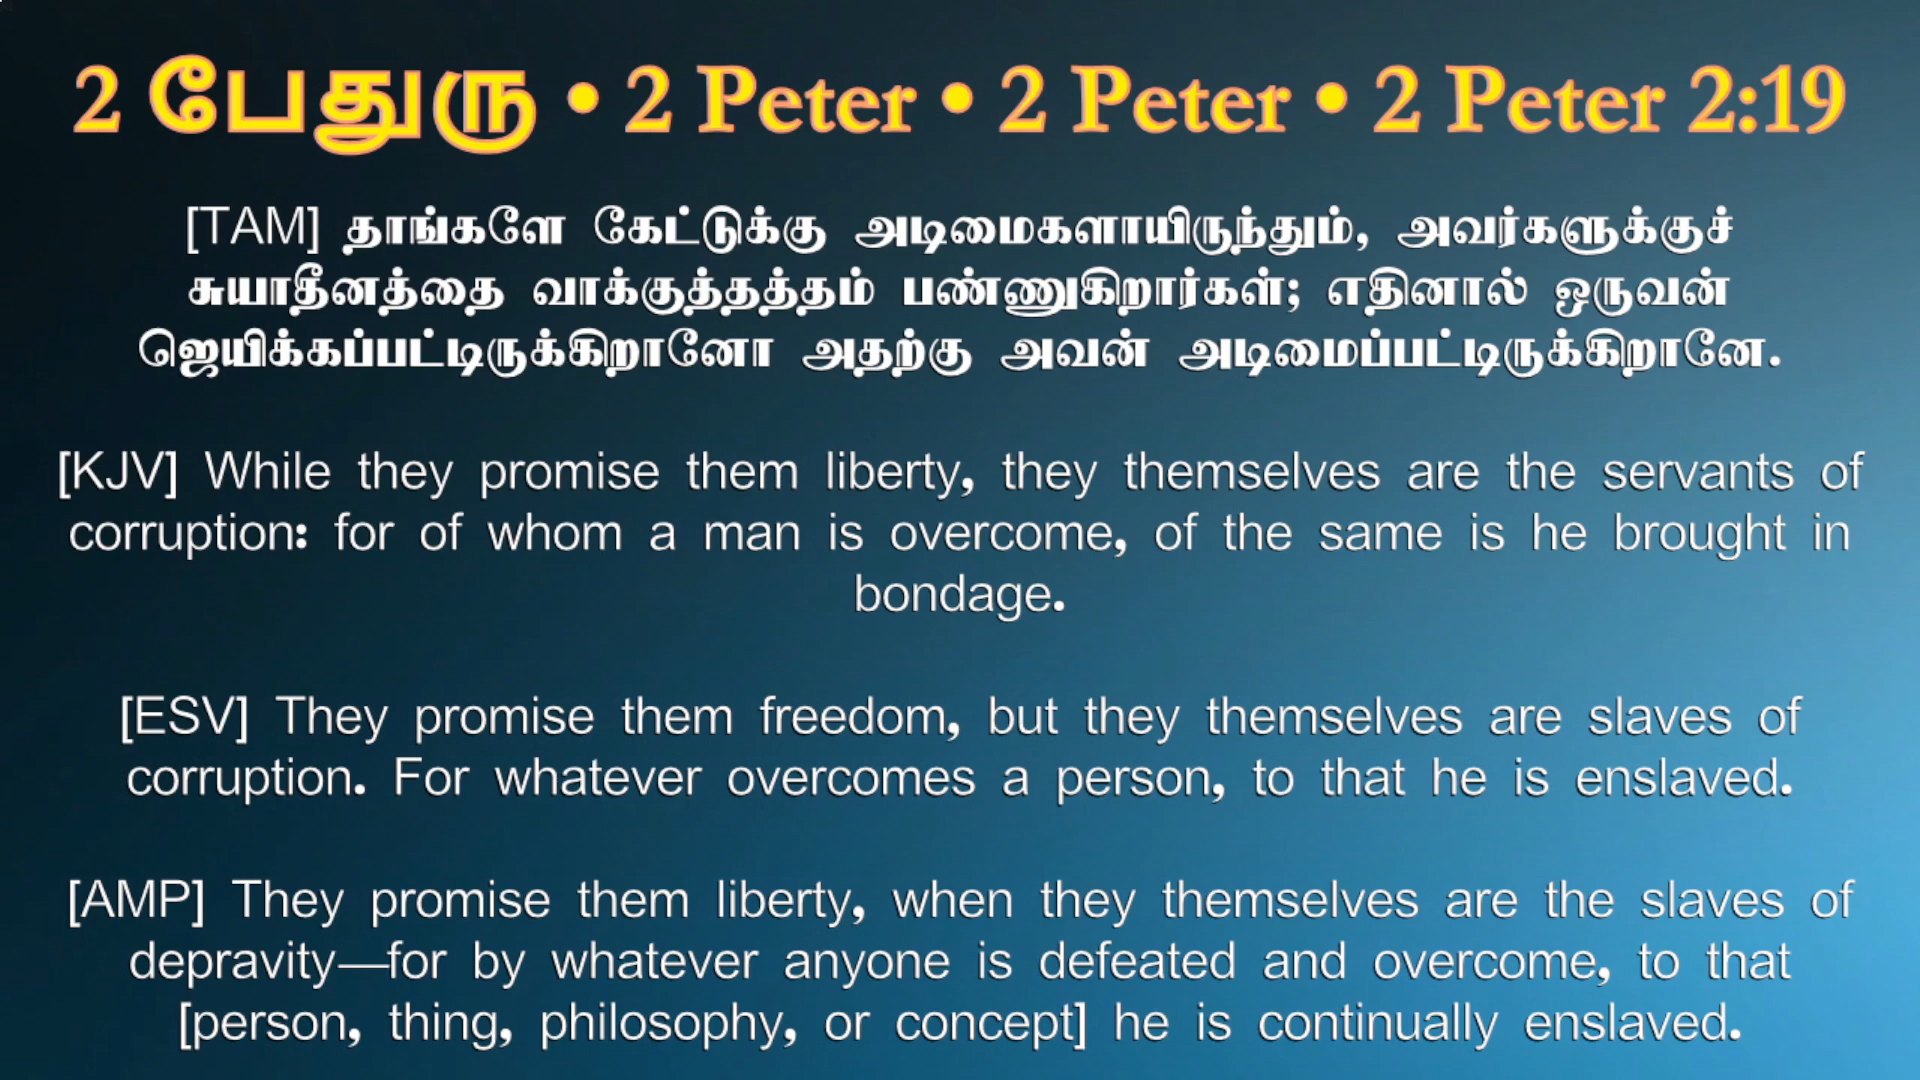 2 பேதுரு • 2 Peter • 2 Peter • 2 Peter 2:19
[TAM] தாங்களே கேட்டுக்கு அடிமைகளாயிருந்தும், அவர்களுக்குச்
சுயாதீனத்தை வாக்குத்தத்தம் பண்ணுகிறார்கள்; எதினால் ஒருவன்
ஜெயிக்கப்பட்டிருக்கிறானோ அதற்கு அவன் அடிமைப்பட்டிருக்கிறானே.
[KJV] While they promise them liberty, they themselves are the servants of
corruption: for of whom a man is overcome, of the same is he brought in
bondage.
[ESV] They promise them freedom, but they themselves are slaves of
corruption. For whatever overcomes a person, to that he is enslaved.
[AMP] They promise them liberty, when they themselves are the slaves of
depravity—for by whatever anyone is defeated and overcome, to that
[person, thing, philosophy, or concept] he is continually enslaved.